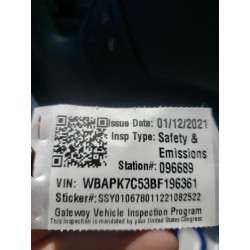 Issue Date: 01/12/2021
Insp Type: Safety &
Emissions
Station#: 096689
VIN: WBAPK7C53BF196361
Sticker#: SSY010678011221082522
Gateway Vehicle Inspection Program
This Inspection is mandated by your United States Congress